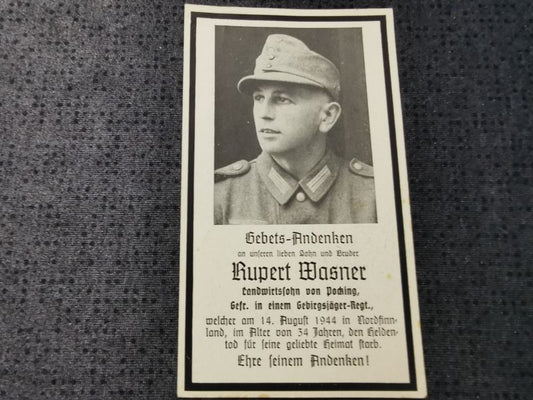 Gebets-Andenken
an unseren lieben Sohn und Bruder
Rupert Wasner
Landwirtssohn von Pocking,
Gefr. in einem Gebirgsjäger-Regt.,
welcher am 14. August 1944 in Nordfinn-
land, im Alter von 34 Jahren, den Helden-
tod für seine geliebte Heimat starb.
Ehre seinem Andenken!